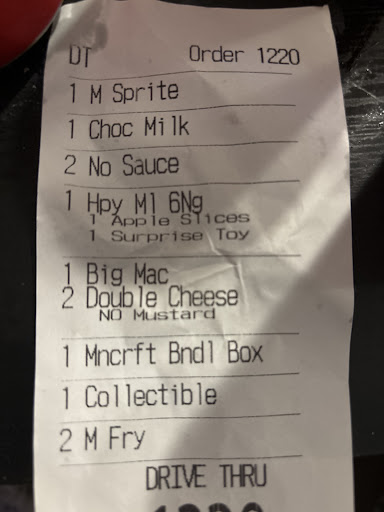 DT Order 1220
1 M Sprite
1 Choc Milk
2 No Sauce
1 Hpy Ml 6Ng
1 Apple Slices
1 Surprise Toy
1 Big Mac
2 Double Cheese
NO Mustard
1 Mncrft Bndl Box
1 Collectible
2 M Fry
DRIVE THRU